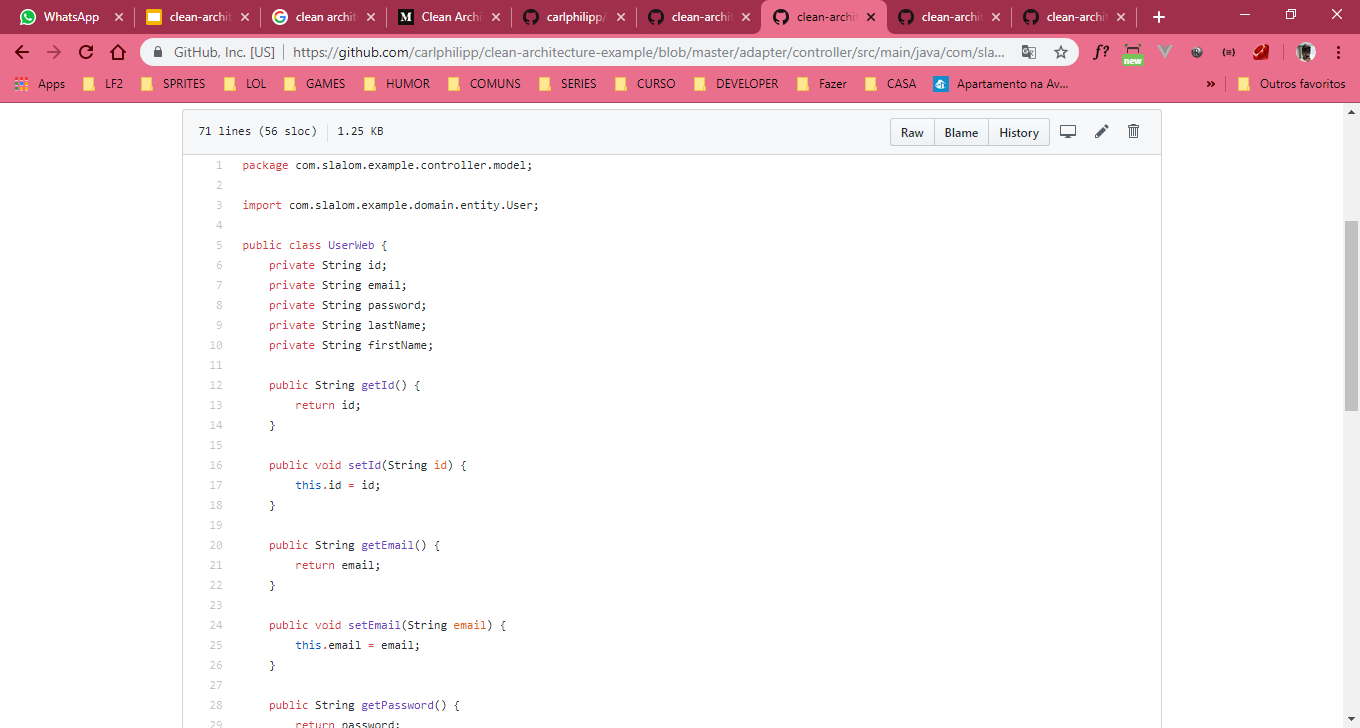 WhatsApp clean-archit clean archit Clean Archi carlphilipp/ clean-archit clean-archit clean-archit clean-archit
GitHub, Inc. [US] https://github.com/carlphilipp/clean-architecture-example/blob/master/adapter/controller/src/main/java/com/sla... f? new
Apps LF2 SPRITES LOL GAMES HUMOR COMUNS SERIES CURSO DEVELOPER Fazer CASA Apartamento na Av... » Outros favoritos
71 lines (56 sloc) 1.25 KB Raw Blame History
1 package com.slalom.example.controller.model;
2
3 import com.slalom.example.domain.entity.User;
4
5 public class UserWeb {
6 private String id;
7 private String email;
8 private String password;
9 private String lastName;
10 private String firstName;
11
12 public String getId() {
13 return id;
14 }
15
16 public void setId(String id) {
17 this.id = id;
18 }
19
20 public String getEmail() {
21 return email;
22 }
23
24 public void setEmail(String email) {
25 this.email = email;
26 }
27
28 public String getPassword() {
29 return password;